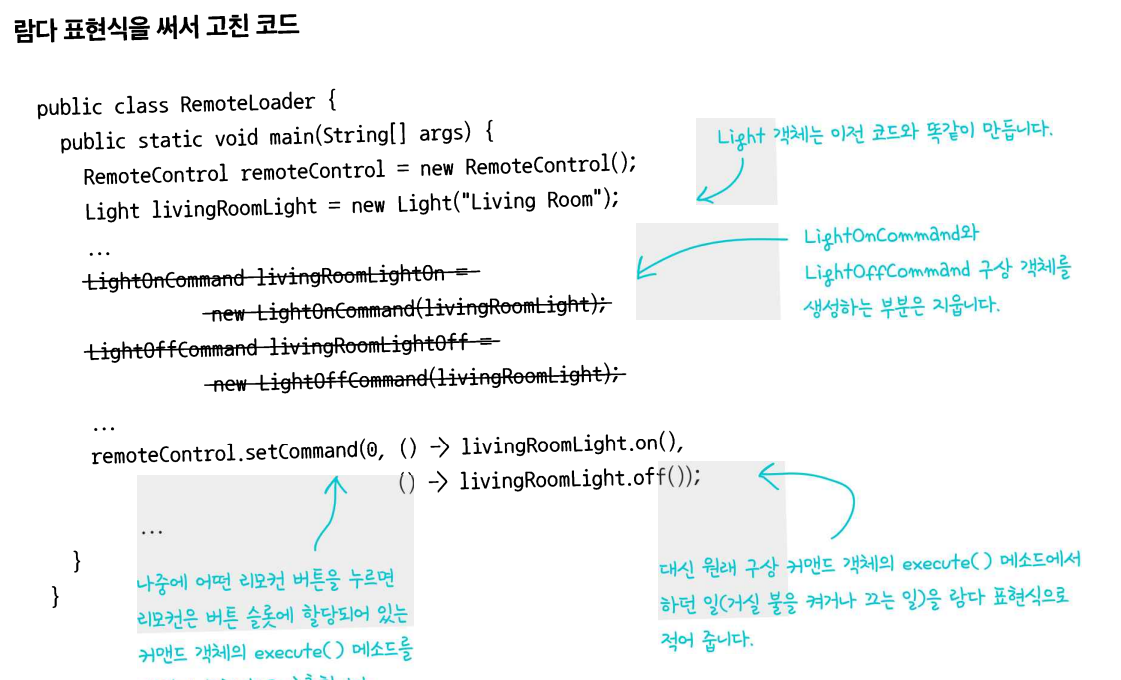 람다 표현식을 써서 고친 코드
public class RemoteLoader {
public static void main(String[] args) {
RemoteControl remoteControl = new RemoteControl();
Light livingRoomLight = new Light("Living Room");
Light 객체는 이전 코드와 똑같이 만듭니다.
...
LightOnCommand livingRoomLightOn =
new LightOnCommand(livingRoomLight);
LightOffCommand livingRoomLightOff =
new LightOffCommand(livingRoomLight);
LightOnCommand와
LightOffCommand 구상 객체를
생성하는 부분은 지웁니다.
...
remoteControl.setCommand(0, () -> livingRoomLight.on(),
() -> livingRoomLight.off());
...
}
}
나중에 어떤 리모컨 버튼을 누르면
리모컨은 버튼 슬롯에 할당되어 있는
커맨드 객체의 execute() 메소드를
대신 원래 구상 커맨드 객체의 execute() 메소드에서
하던 일(거실 불을 켜거나 끄는 일)을 람다 표현식으로
적어 줍니다.